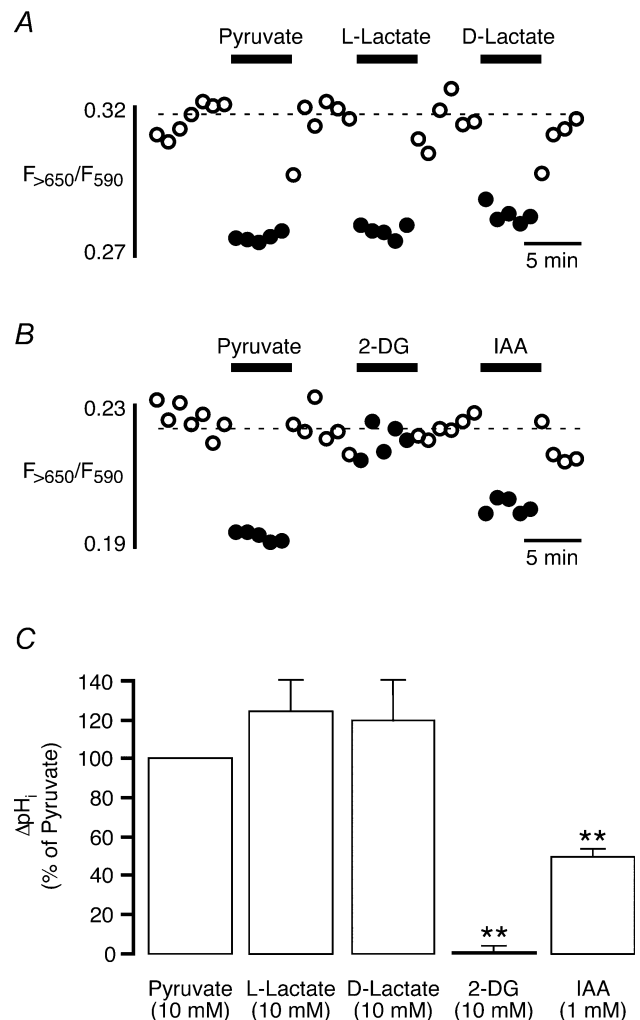 A
Pyruvate L-Lactate D-Lactate
0.32
F>650/F590
0.27
5 min
B
Pyruvate 2-DG IAA
0.23
F>650/F590
0.19
5 min
C
140
120
100
80
60
40
20
0
ΔpHi
(% of Pyruvate)
**
**
Pyruvate L-Lactate D-Lactate 2-DG IAA
(10 mM) (10 mM) (10 mM) (10 mM) (1 mM)